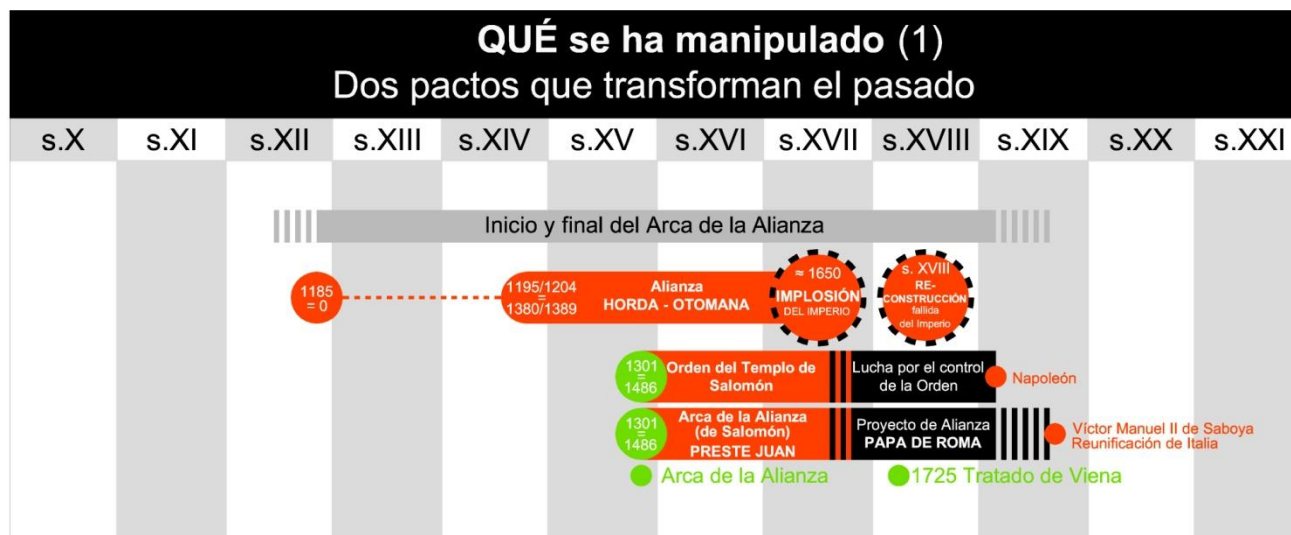 QUÉ se ha manipulado (1)
Dos pactos que transforman el pasado
s.X s.XI s.XII s.XIII s.XIV s.XV s.XVI s.XVII s.XVIII s.XIX s.XX s.XXI
Inicio y final del Arca de la Alianza
1185
= 0
1195/1204
=
1380/1389
Alianza
HORDA - OTOMANA
≈ 1650
IMPLOSIÓN
DEL IMPERIO
s. XVIII
RE-
CONSTRUCCIÓN
fallida
del Imperio
1301
=
1486
Orden del Templo de
Salomón
Lucha por el control
de la Orden
Napoleón
1301
=
1486
Arca de la Alianza
(de Salomón)
PRESTE JUAN
Proyecto de Alianza
PAPA DE ROMA
Víctor Manuel II de Saboya
Reunificación de Italia
Arca de la Alianza
1725 Tratado de Viena